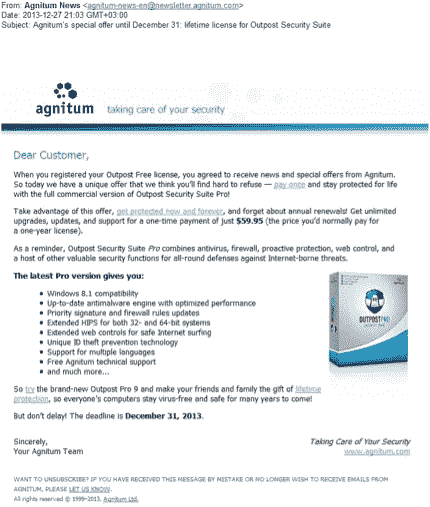 From: Agnitum News <agnitum-news-en@newsletter.agnitum.com>
Date: 2013-12-27 21:03 GMT+03:00
Subject: Agnitum's special offer until December 31: lifetime license for Outpost Security Suite
agnitum taking care of your security
Dear Customer,
When you registered your Outpost Free license, you agreed to receive news and special offers from Agnitum.
So today we have a unique offer that we think you'll find hard to refuse — pay once and stay protected for life
with the full commercial version of Outpost Security Suite Pro!
Take advantage of this offer, get protected now and forever, and forget about annual renewals! Get unlimited
upgrades, updates, and support for a one-time payment of just $59.95 (the price you'd normally pay for
a one-year license).
As a reminder, Outpost Security Suite Pro combines antivirus, firewall, proactive protection, web control, and
a host of other valuable security functions for all-round defenses against Internet-borne threats.
The latest Pro version gives you:
• Windows 8.1 compatibility
• Up-to-date antimalware engine with optimized performance
• Priority signature and firewall rules updates
• Extended HIPS for both 32- and 64-bit systems
• Extended web controls for safe Internet surfing
• Unique ID theft prevention technology
• Support for multiple languages
• Free Agnitum technical support
• and much more...
OUTPOST PRO
So try the brand-new Outpost Pro 9 and make your friends and family the gift of lifetime
protection, so everyone's computers stay virus-free and safe for many years to come!
But don't delay! The deadline is December 31, 2013.
Sincerely,
Your Agnitum Team
Taking Care of Your Security
www.agnitum.com
WANT TO UNSUBSCRIBE? IF YOU HAVE RECEIVED THIS MESSAGE BY MISTAKE OR NO LONGER WISH TO RECEIVE EMAILS FROM
AGNITUM, PLEASE LET US KNOW.
All rights reserved © 1999-2013, Agnitum Ltd.